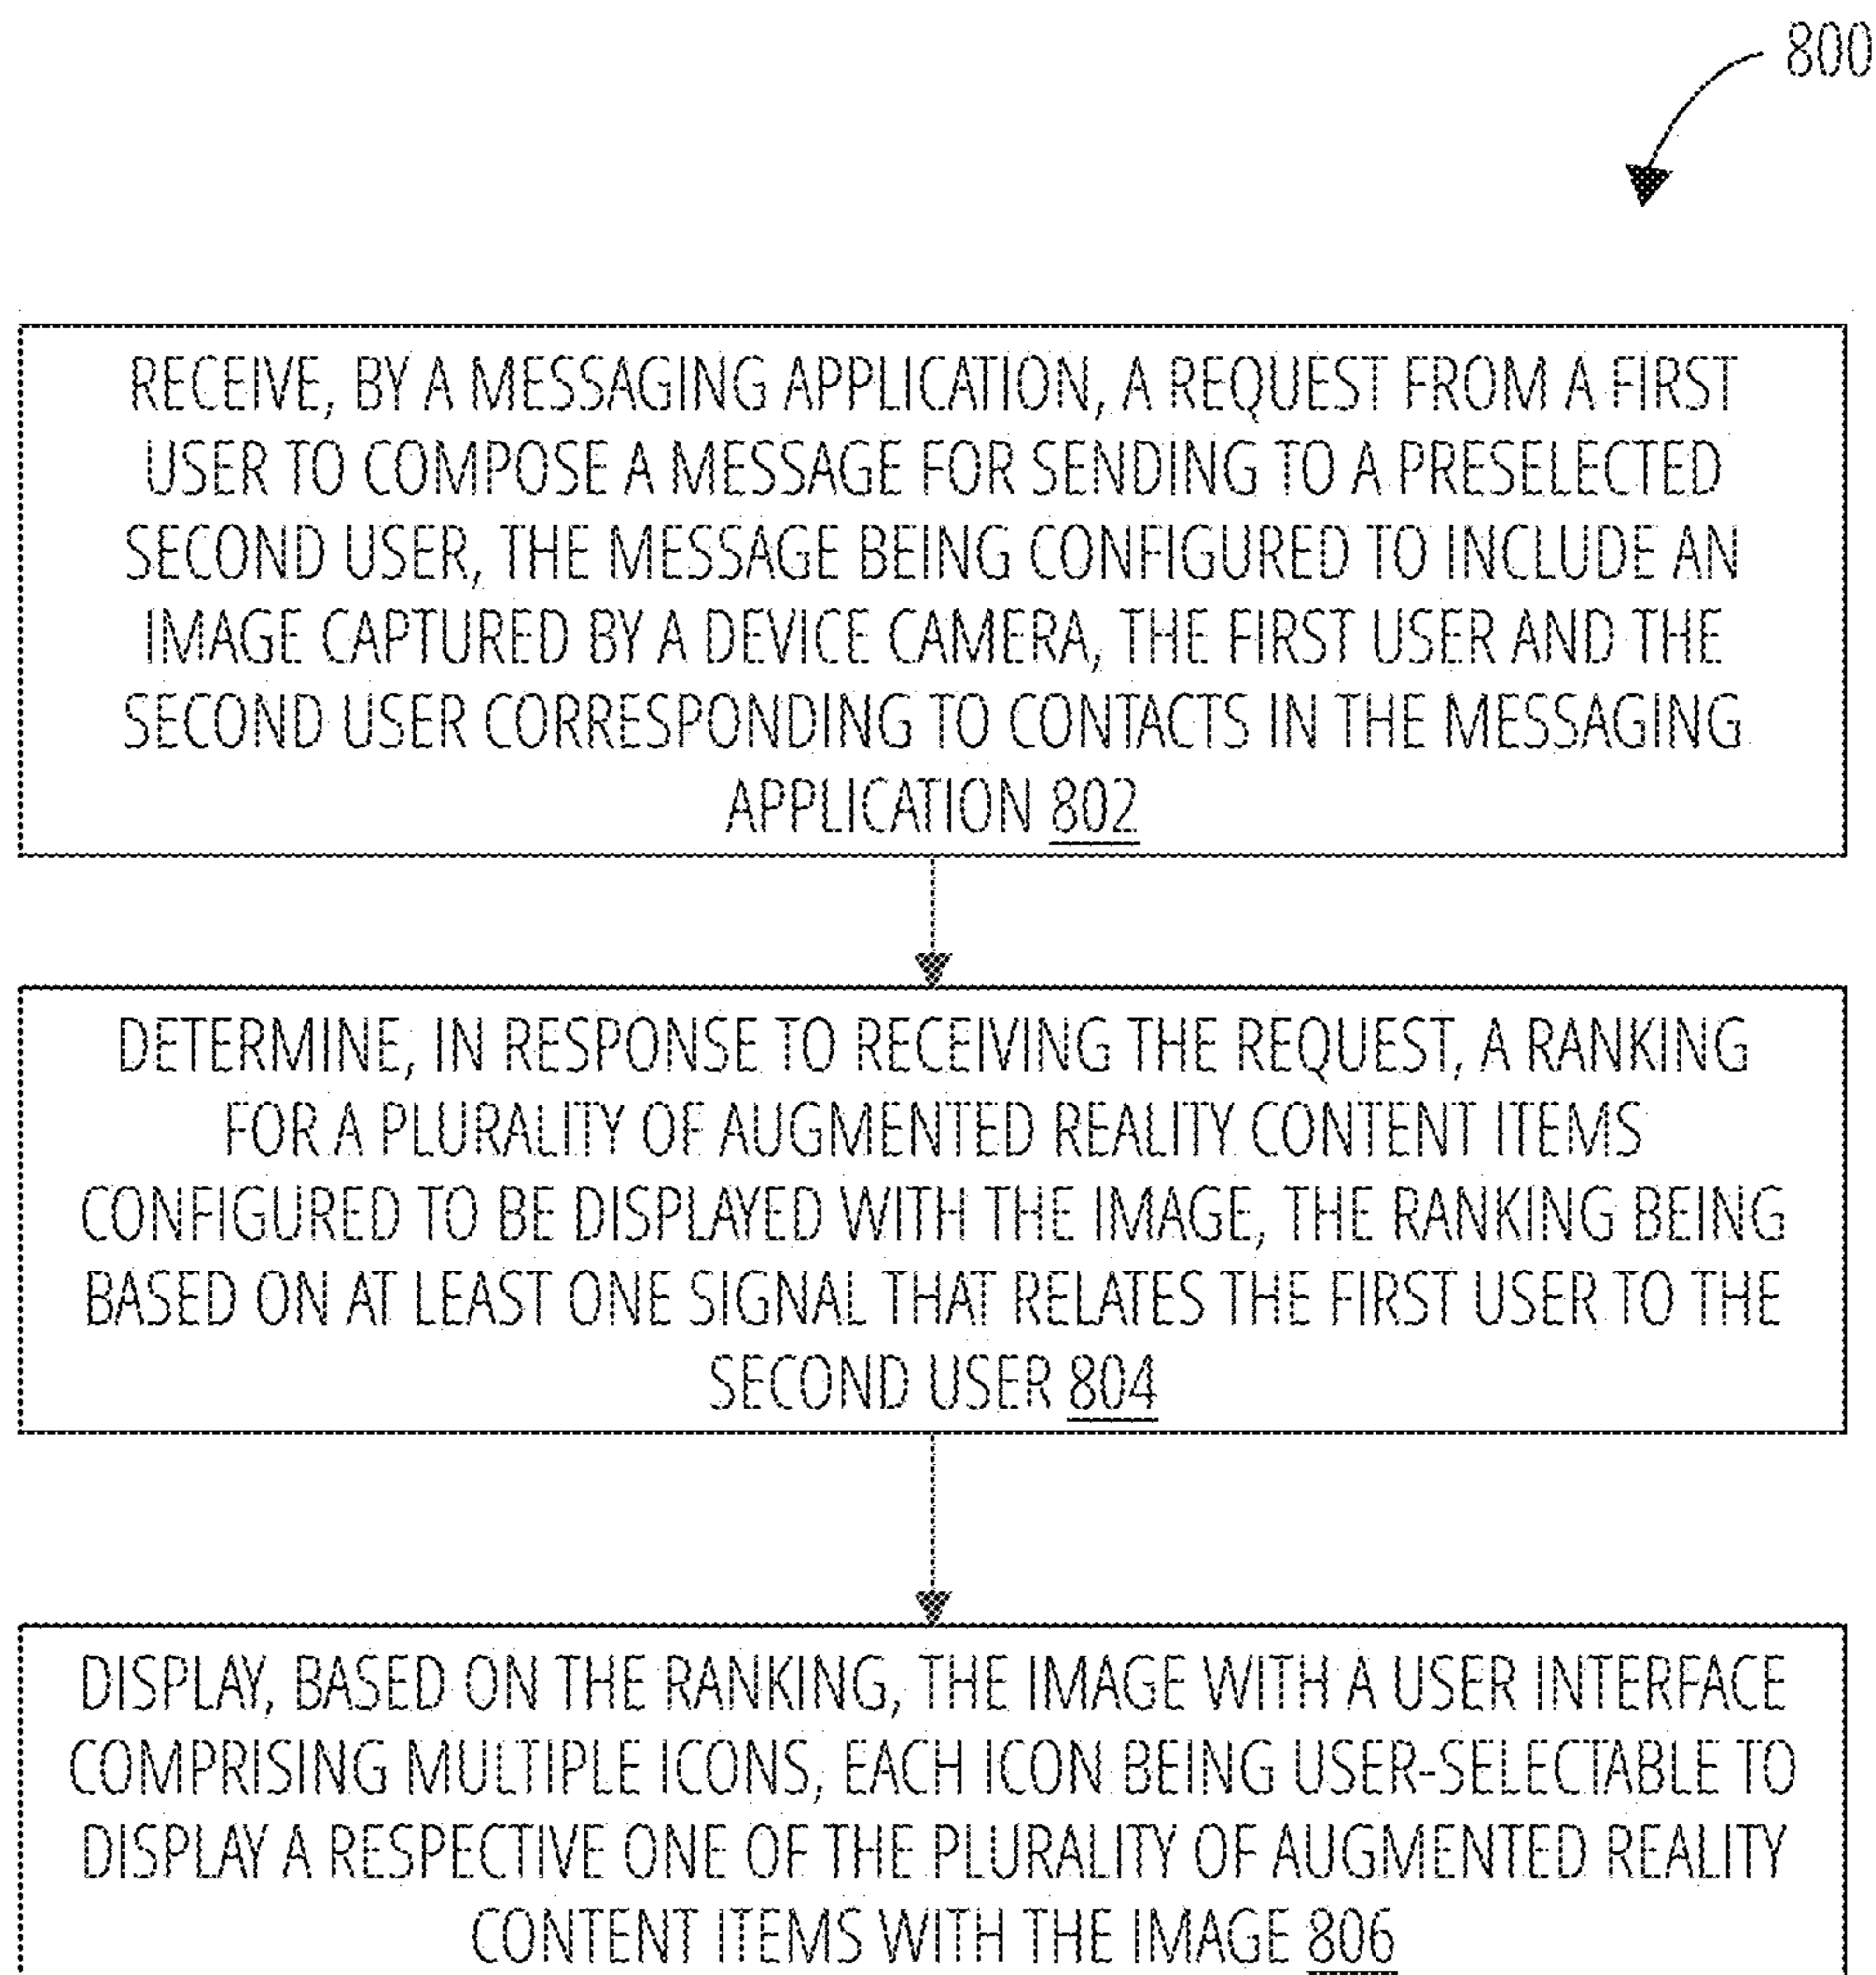 800
RECEIVE, BY A MESSAGING APPLICATION, A REQUEST FROM A FIRST
USER TO COMPOSE A MESSAGE FOR SENDING TO A PRESELECTED
SECOND USER, THE MESSAGE BEING CONFIGURED TO INCLUDE AN
IMAGE CAPTURED BY A DEVICE CAMERA, THE FIRST USER AND THE
SECOND USER CORRESPONDING TO CONTACTS IN THE MESSAGING
APPLICATION 802
DETERMINE, IN RESPONSE TO RECEIVING THE REQUEST, A RANKING
FOR A PLURALITY OF AUGMENTED REALITY CONTENT ITEMS
CONFIGURED TO BE DISPLAYED WITH THE IMAGE, THE RANKING BEING
BASED ON AT LEAST ONE SIGNAL THAT RELATES THE FIRST USER TO THE
SECOND USER 804
DISPLAY, BASED ON THE RANKING, THE IMAGE WITH A USER INTERFACE
COMPRISING MULTIPLE ICONS, EACH ICON BEING USER-SELECTABLE TO
DISPLAY A RESPECTIVE ONE OF THE PLURALITY OF AUGMENTED REALITY
CONTENT ITEMS WITH THE IMAGE 806